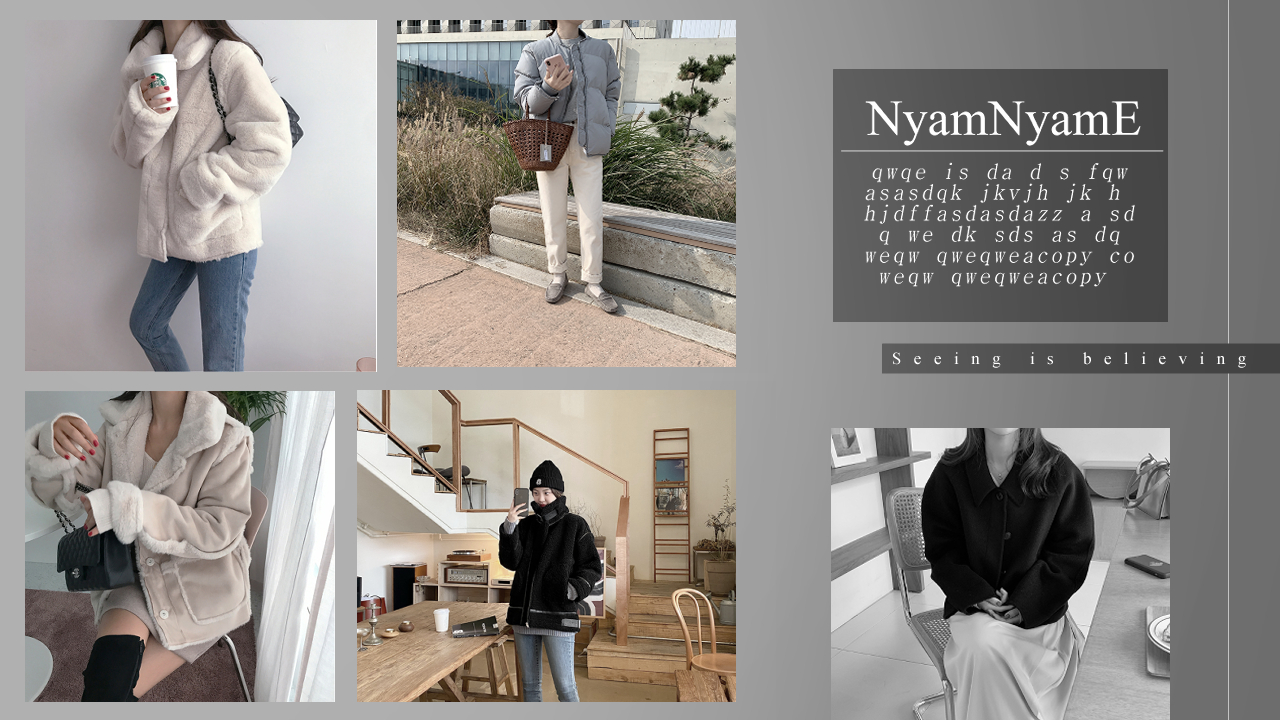 NyamNyamE
qwqe is da d s fqw
asasdqk jkvjh jk h
hjdffasdasdazz a sd
q we dk sds as dq
weqw qweqweacopy co
weqw qweqweacopy
Seeing is believing